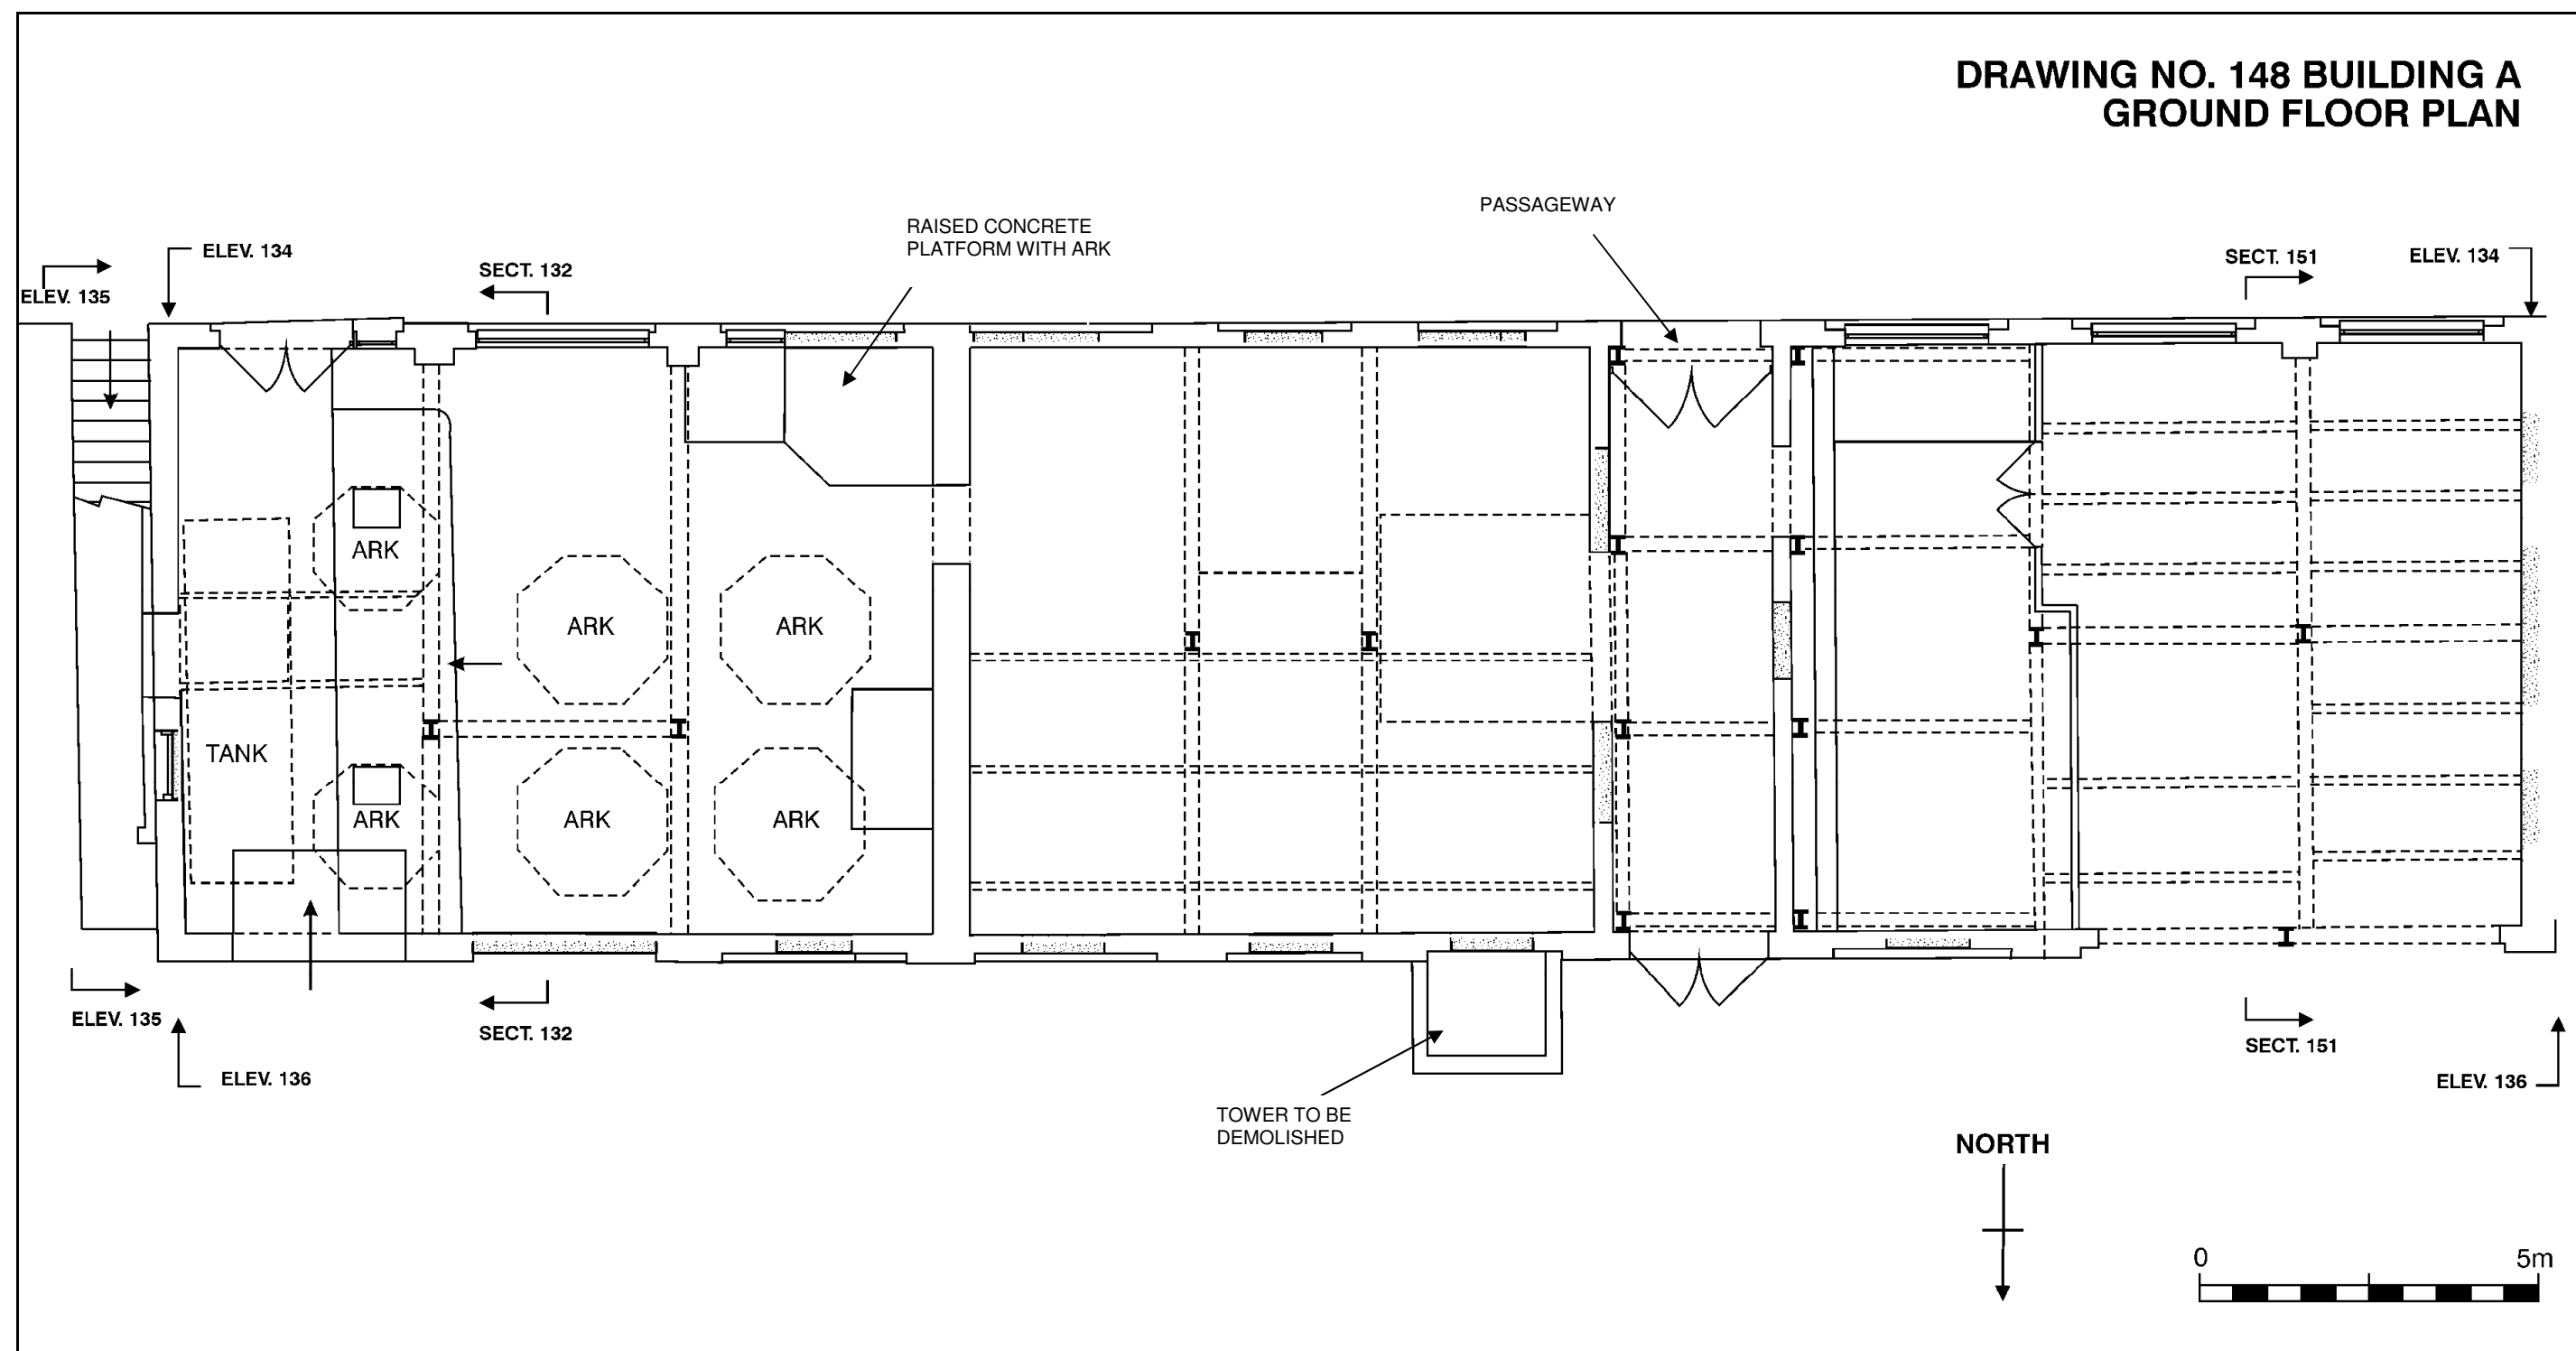 DRAWING NO. 148 BUILDING A
GROUND FLOOR PLAN
PASSAGEWAY
RAISED CONCRETE
PLATFORM WITH ARK
ELEV. 134
SECT. 132
ELEV. 135
SECT. 151
ELEV. 134
ARK
ARK
ARK
TANK
ARK
ARK
ARK
ELEV. 135
SECT. 132
ELEV. 136
SECT. 151
ELEV. 136
TOWER TO BE
DEMOLISHED
NORTH
0 5m